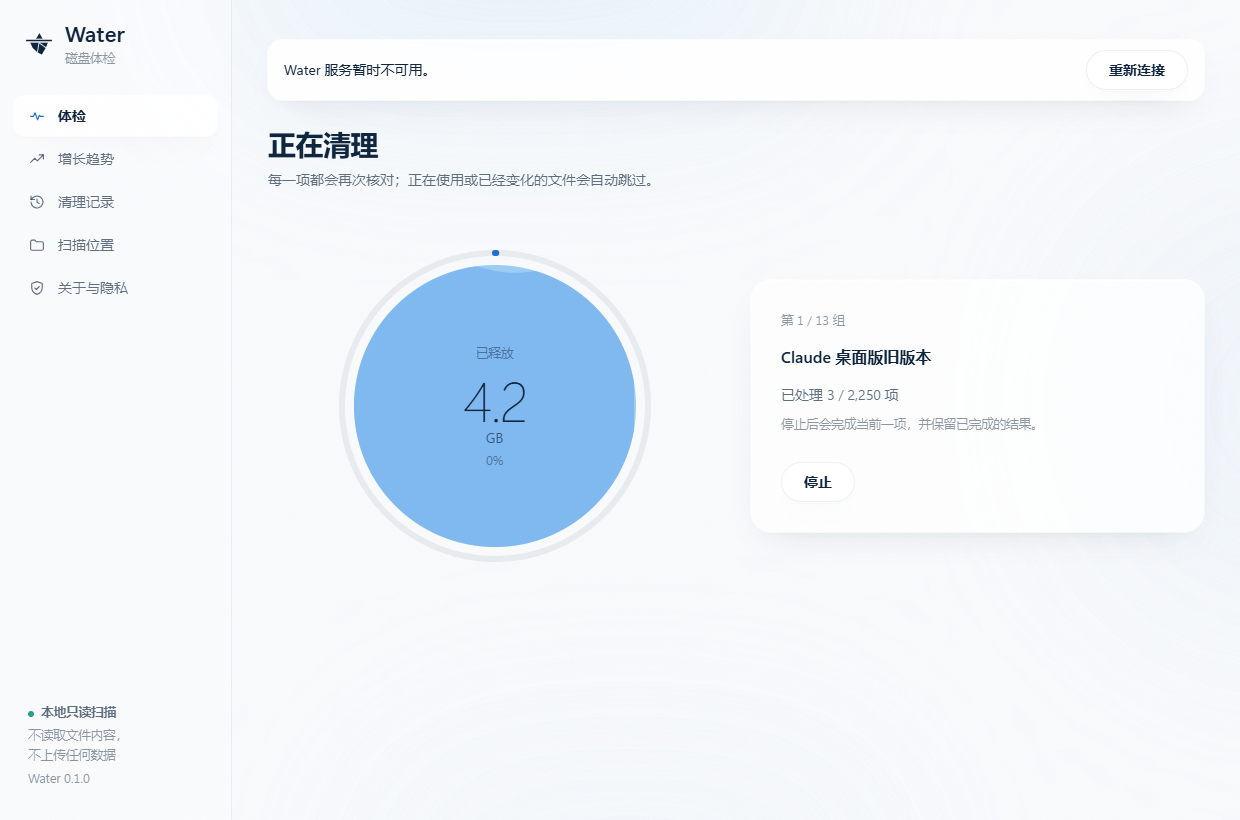 Water
磁盘体检
体检
增长趋势
清理记录
扫描位置
关于与隐私
本地只读扫描
不读取文件内容，
不上传任何数据
Water 0.1.0
Water 服务暂时不可用。
重新连接
正在清理
每一项都会再次核对；正在使用或已经变化的文件会自动跳过。
已释放
4.2
GB
0%
第 1 / 13 组
Claude 桌面版旧版本
已处理 3 / 2,250 项
停止后会完成当前一项，并保留已完成的结果。
停止